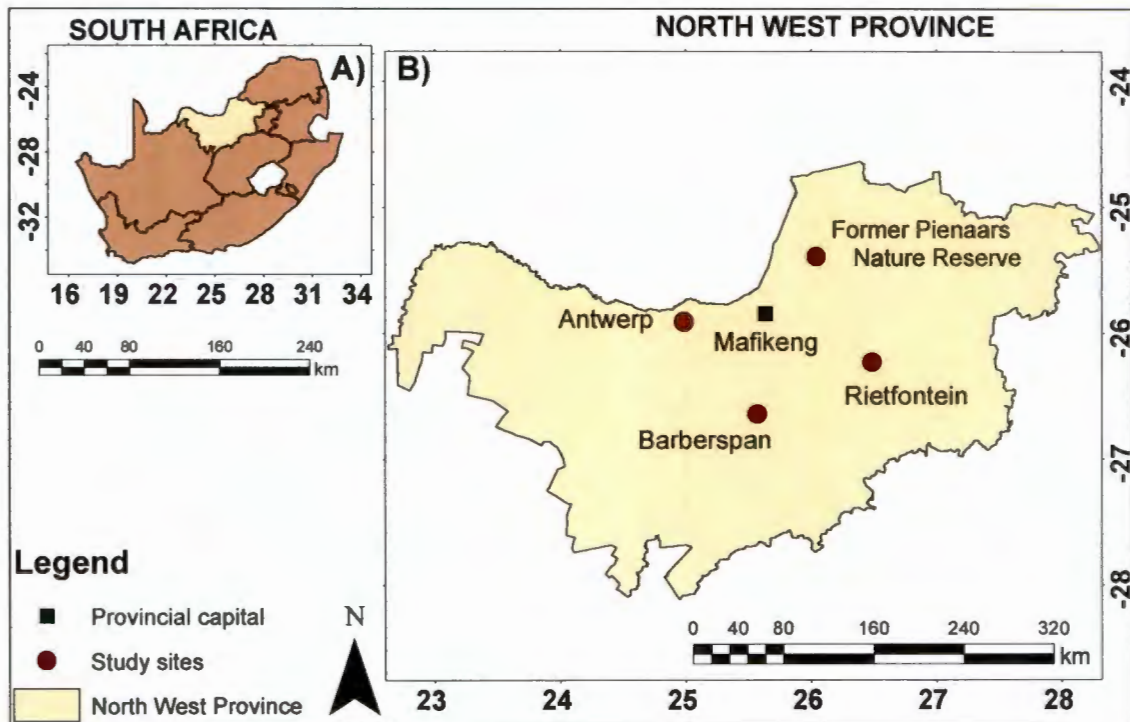 SOUTH AFRICA
A)
-24
-28
-32
16 19 22 25 28 31 34
0 40 80 160 240
km
NORTH WEST PROVINCE
B)
-24
-25
-26
-27
-28
Former Pienaars
Nature Reserve
Antwerp
Mafikeng
Rietfontein
Barberspan
0 40 80 160 240 320
km
23 24 25 26 27 28
Legend
Provincial capital
Study sites
North West Province
N